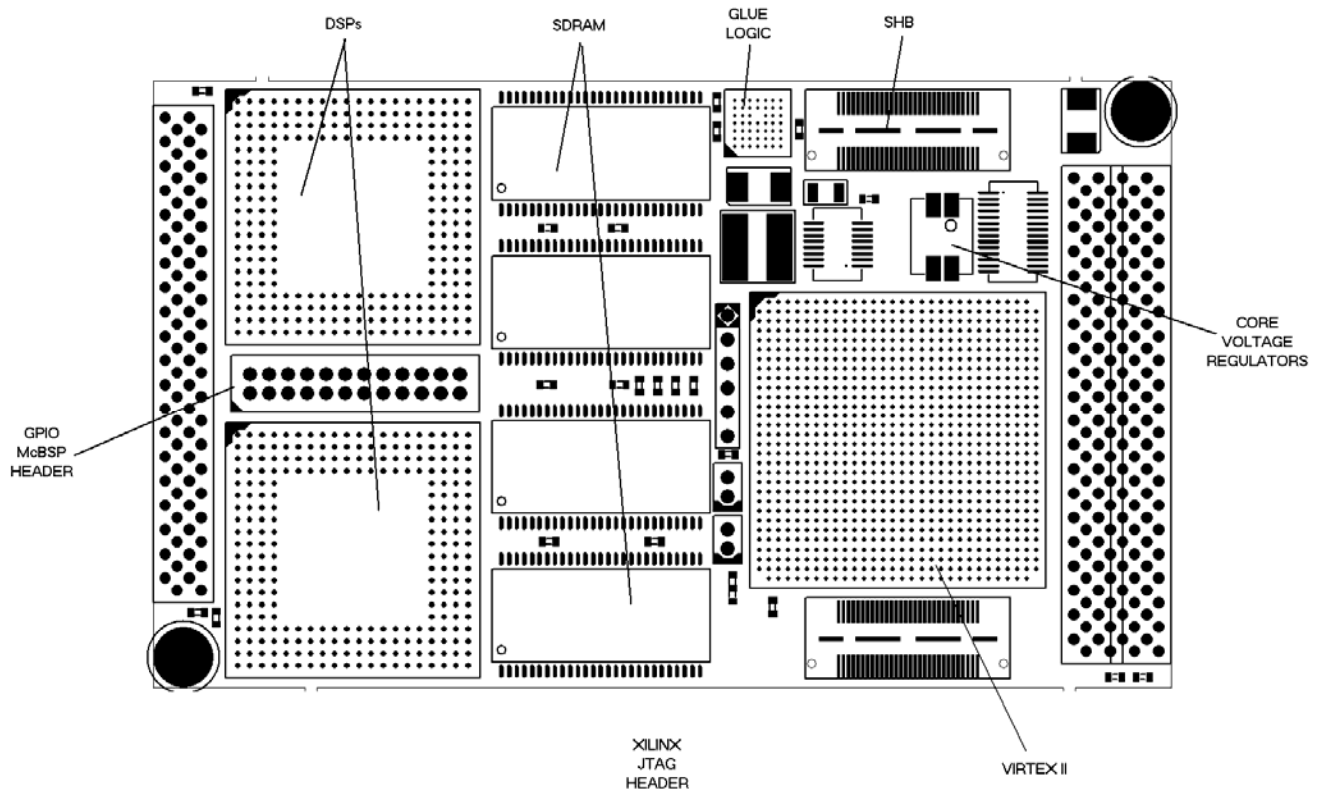 DSPs
SDRAM
GLUE
LOGIC
SHB
CORE
VOLTAGE
REGULATORS
GPIO
McBSP
HEADER
XILINX
JTAG
HEADER
VIRTEX II